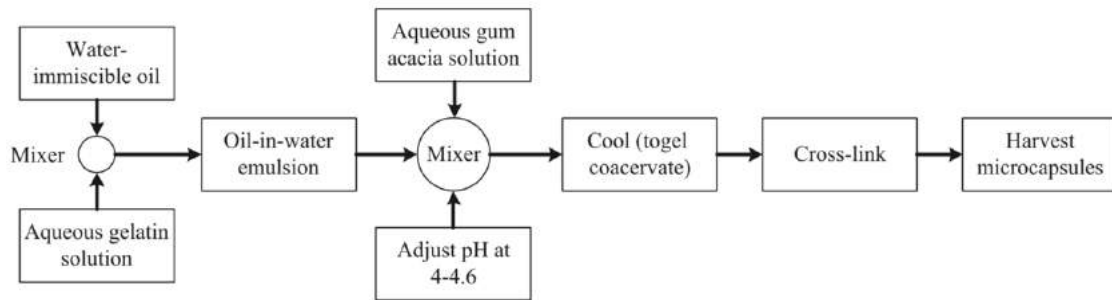 Water-
immiscible oil
Mixer
Aqueous gelatin
solution
Oil-in-water
emulsion
Aqueous gum
acacia solution
Mixer
Adjust pH at
4-4.6
Cool (togel
coacervate)
Cross-link
Harvest
microcapsules